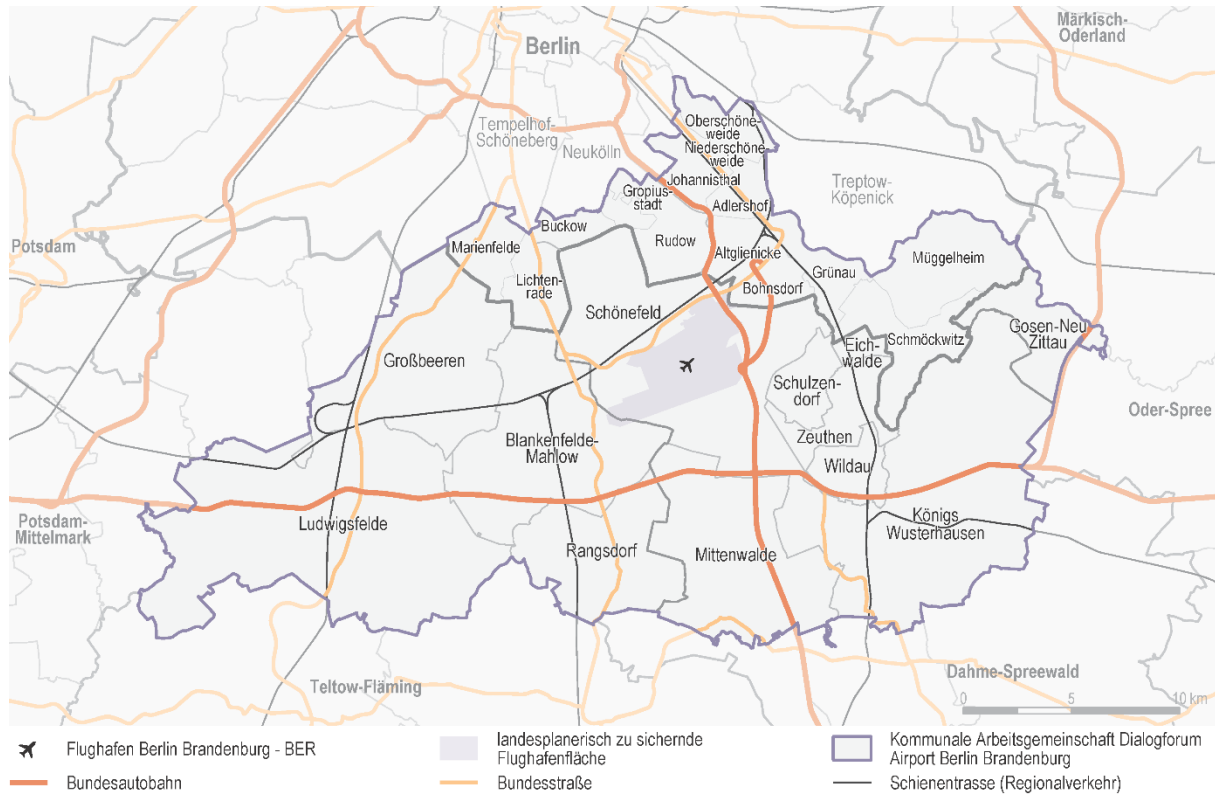 Märkisch-
Oderland
Berlin
Tempelhof-
Schöneberg
Neukölln
Oberschöne-
weide
Niederschöne-
weide
Johannisthal
Treptow-
Köpenick
Gropius-
stadt
Adlershof
Potsdam
Buckow
Marienfelde
Rudow
Altglienicke
Grünau
Müggelheim
Lichten-
rade
Bohnsdorf
Schönefeld
Großbeeren
Eich-
walde
Schmöckwitz
Gosen-Neu
Zittau
Schulzen-
dorf
Oder-Spree
Blankenfelde-
Mahlow
Zeuthen
Wildau
Potsdam-
Mittelmark
Ludwigsfelde
Königs
Wusterhausen
Rangsdorf
Mittenwalde
Teltow-Fläming
Dahme-Spreewald
0 5 10 km
Flughafen Berlin Brandenburg - BER
landesplanerisch zu sichernde
Flughafenfläche
Kommunale Arbeitsgemeinschaft Dialogforum
Airport Berlin Brandenburg
Bundesautobahn
Bundesstraße
Schienentrasse (Regionalverkehr)